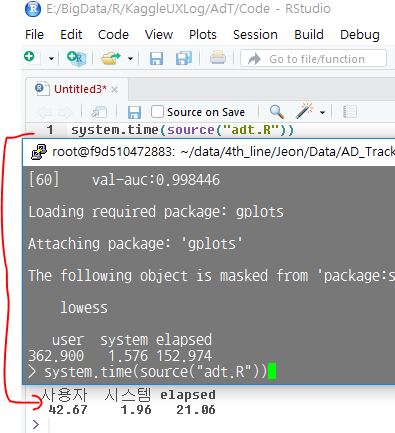 E:/BigData/R/KaggleUXLog/AdT/Code - RStudio
File Edit Code View Plots Session Build De
Go to file/function
Untitled3*
Source on Save
1 system.time(source("adt.R"))
root@f9d510472883: ~/data/4th_line/Jeon/Data/AD_Track
[60] val-auc:0.998446
Loading required package: gplots
Attaching package: 'gplots'
The following object is masked from 'package:s
lowess
user system elapsed
362.900 1.576 152.974
> system.time(source("adt.R"))
사용자 시스템 elapsed
42.67 1.96 21.06
>